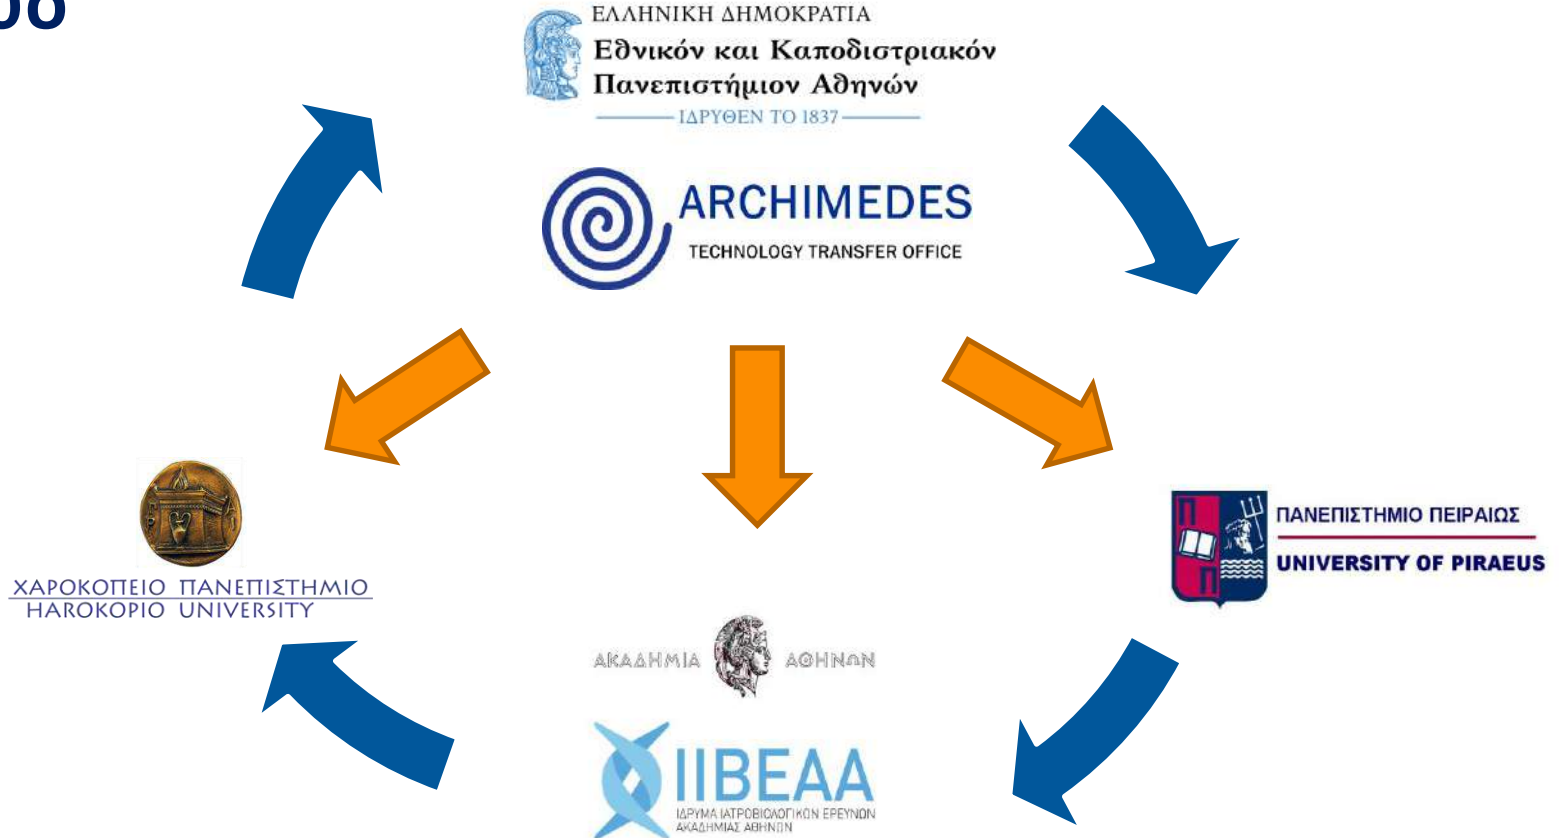 ΕΛΛΗΝΙΚΗ ΔΗΜΟΚΡΑΤΙΑ
Εθνικόν και Καποδιστριακόν
Πανεπιστήμιον Αθηνών
ΙΔΡΥΘΕΝ ΤΟ 1837
ARCHIMEDES
TECHNOLOGY TRANSFER OFFICE
ΧΑΡΟΚΟΠΕΙΟ ΠΑΝΕΠΙΣΤΗΜΙΟ
HAROKOPIO UNIVERSITY
ΠΑΝΕΠΙΣΤΗΜΙΟ ΠΕΙΡΑΙΩΣ
UNIVERSITY OF PIRAEUS
ΑΚΑΔΗΜΙΑ ΑΘΗΝΩΝ
ΙΙΒΕΑΑ
ΙΔΡΥΜΑ ΙΑΤΡΟΒΙΟΛΟΓΙΚΩΝ ΕΡΕΥΝΩΝ
ΑΚΑΔΗΜΙΑΣ ΑΘΗΝΩΝ